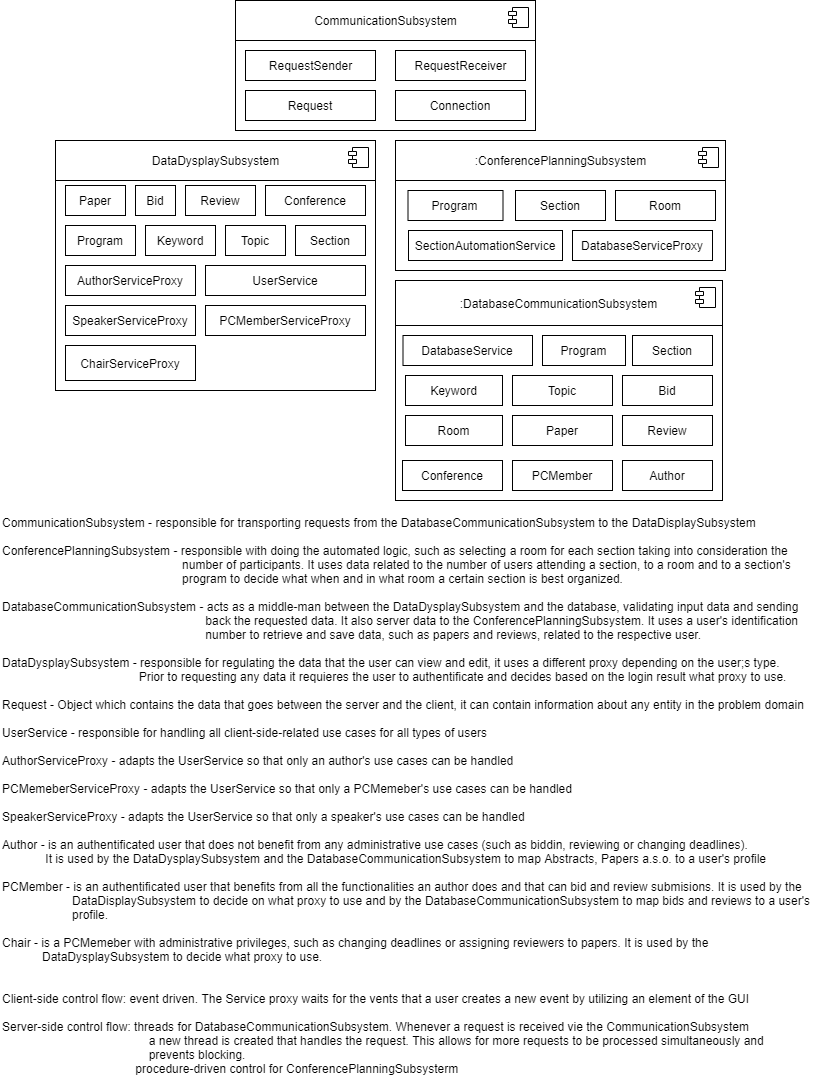 CommunicationSubsystem
RequestSender
RequestReceiver
Request
Connection
DataDysplaySubsystem
Paper
Bid
Review
Conference
Program
Keyword
Topic
Section
AuthorServiceProxy
UserService
SpeakerServiceProxy
PCMemberServiceProxy
ChairServiceProxy
:ConferencePlanningSubsystem
Program
Section
Room
SectionAutomationService
DatabaseServiceProxy
:DatabaseCommunicationSubsystem
DatabaseService
Program
Section
Keyword
Topic
Bid
Room
Paper
Review
Conference
PCMember
Author
CommunicationSubsystem - responsible for transporting requests from the DatabaseCommunicationSubsystem to the DataDisplaySubsystem
ConferencePlanningSubsystem - responsible with doing the automated logic, such as selecting a room for each section taking into consideration the
number of participants. It uses data related to the number of users attending a section, to a room and to a section's
program to decide what when and in what room a certain section is best organized.
DatabaseCommunicationSubsystem - acts as a middle-man between the DataDysplaySubsystem and the database, validating input data and sending
back the requested data. It also server data to the ConferencePlanningSubsystem. It uses a user's identification
number to retrieve and save data, such as papers and reviews, related to the respective user.
DataDysplaySubsystem - responsible for regulating the data that the user can view and edit, it uses a different proxy depending on the user;s type.
Prior to requesting any data it requieres the user to authentificate and decides based on the login result what proxy to use.
Request - Object which contains the data that goes between the server and the client, it can contain information about any entity in the problem domain
UserService - responsible for handling all client-side-related use cases for all types of users
AuthorServiceProxy - adapts the UserService so that only an author's use cases can be handled
PCMemeberServiceProxy - adapts the UserService so that only a PCMemeber's use cases can be handled
SpeakerServiceProxy - adapts the UserService so that only a speaker's use cases can be handled
Author - is an authentificated user that does not benefit from any administrative use cases (such as biddin, reviewing or changing deadlines).
It is used by the DataDysplaySubsystem and the DatabaseCommunicationSubsystem to map Abstracts, Papers a.s.o. to a user's profile
PCMember - is an authentificated user that benefits from all the functionalities an author does and that can bid and review submisions. It is used by the
DataDisplaySubsystem to decide on what proxy to use and by the DatabaseCommunicationSubsystem to map bids and reviews to a user's
profile.
Chair - is a PCMemeber with administrative privileges, such as changing deadlines or assigning reviewers to papers. It is used by the
DataDysplaySubsystem to decide what proxy to use.
Client-side control flow: event driven. The Service proxy waits for the vents that a user creates a new event by utilizing an element of the GUI
Server-side control flow: threads for DatabaseCommunicationSubsystem. Whenever a request is received vie the CommunicationSubsystem
a new thread is created that handles the request. This allows for more requests to be processed simultaneously and
prevents blocking.
procedure-driven control for ConferencePlanningSubsysterm